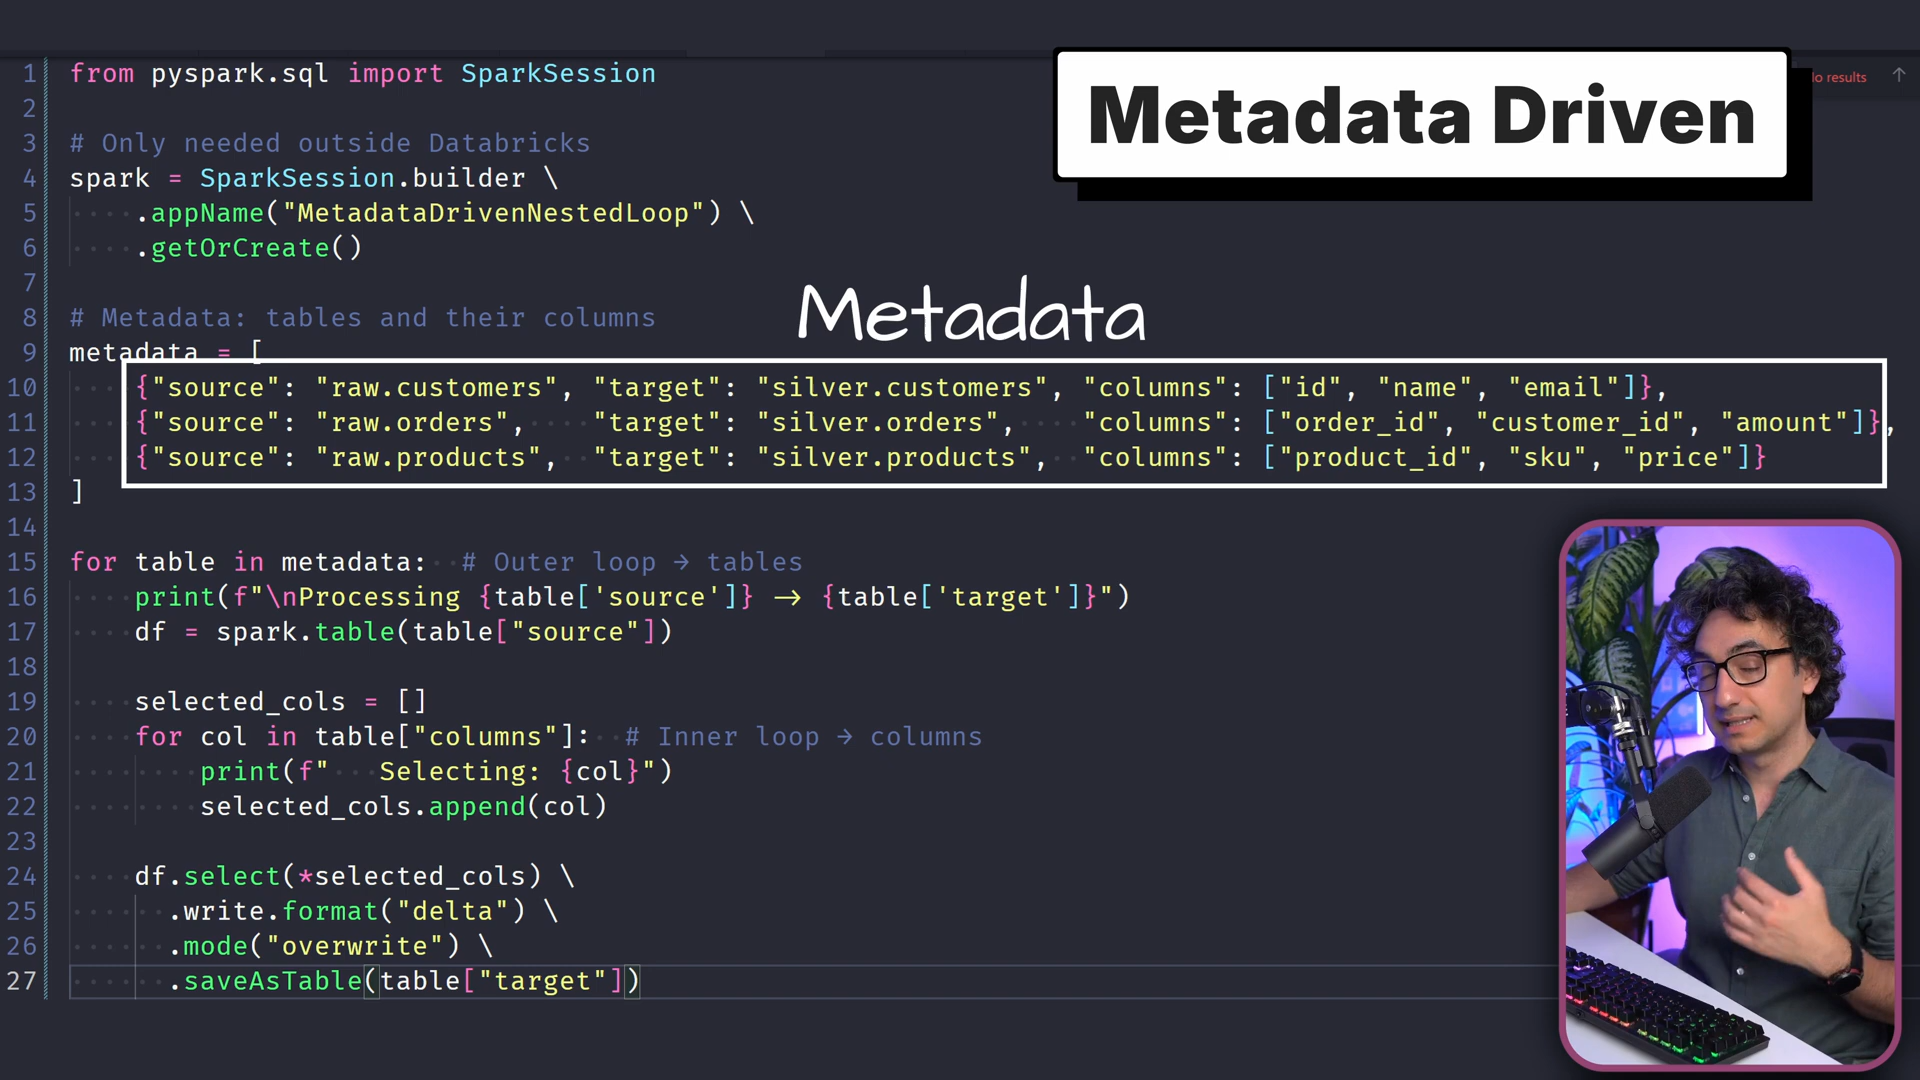 1 from pyspark.sql import SparkSession
Metadata Driven
o results
2
3 # Only needed outside Databricks
4 spark = SparkSession.builder \
5     .appName("MetadataDrivenNestedLoop") \
6     .getOrCreate()
7
Metadata
8 # Metadata: tables and their columns
9 metadata = [
10     {"source": "raw.customers", "target": "silver.customers", "columns": ["id", "name", "email"]},
11     {"source": "raw.orders",    "target": "silver.orders",    "columns": ["order_id", "customer_id", "amount"]},
12     {"source": "raw.products",  "target": "silver.products",  "columns": ["product_id", "sku", "price"]}
13 ]
14
15 for table in metadata:  # Outer loop → tables
16     print(f"\nProcessing {table['source']} → {table['target']}")
17     df = spark.table(table["source"])
18
19     selected_cols = []
20     for col in table["columns"]:  # Inner loop → columns
21         print(f"   Selecting: {col}")
22         selected_cols.append(col)
23
24     df.select(*selected_cols) \
25       .write.format("delta") \
26       .mode("overwrite") \
27       .saveAsTable(table["target"])